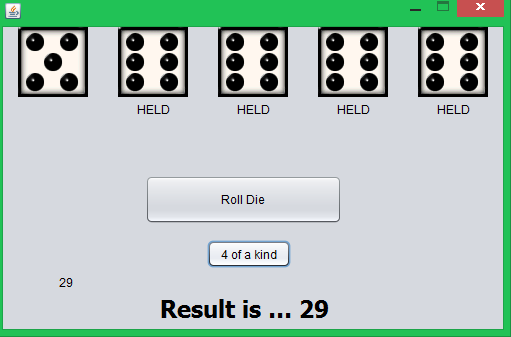 HELD HELD HELD HELD
Roll Die
4 of a kind
29
Result is ... 29